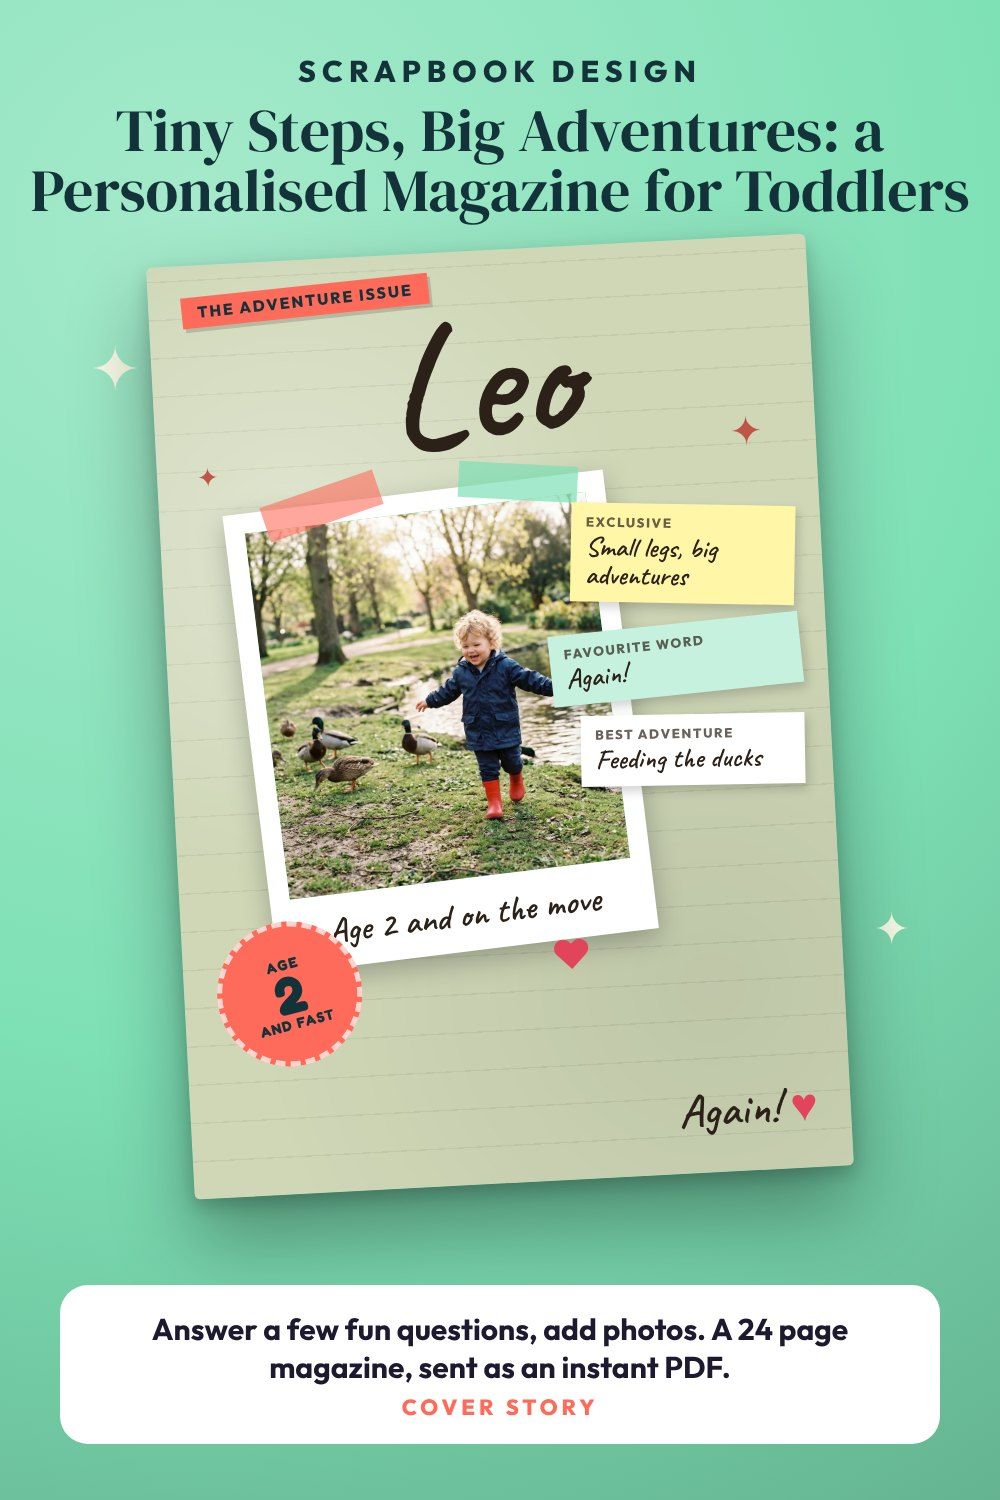 SCRAPBOOK DESIGN
Tiny Steps, Big Adventures: a
Personalised Magazine for Toddlers
THE ADVENTURE ISSUE
Leo
EXCLUSIVE
Small legs, big
adventures
FAVOURITE WORD
Again!
BEST ADVENTURE
Feeding the ducks
Age 2 and on the move
AGE
2
AND FAST
Again!♥
Answer a few fun questions, add photos. A 24 page
magazine, sent as an instant PDF.
COVER STORY